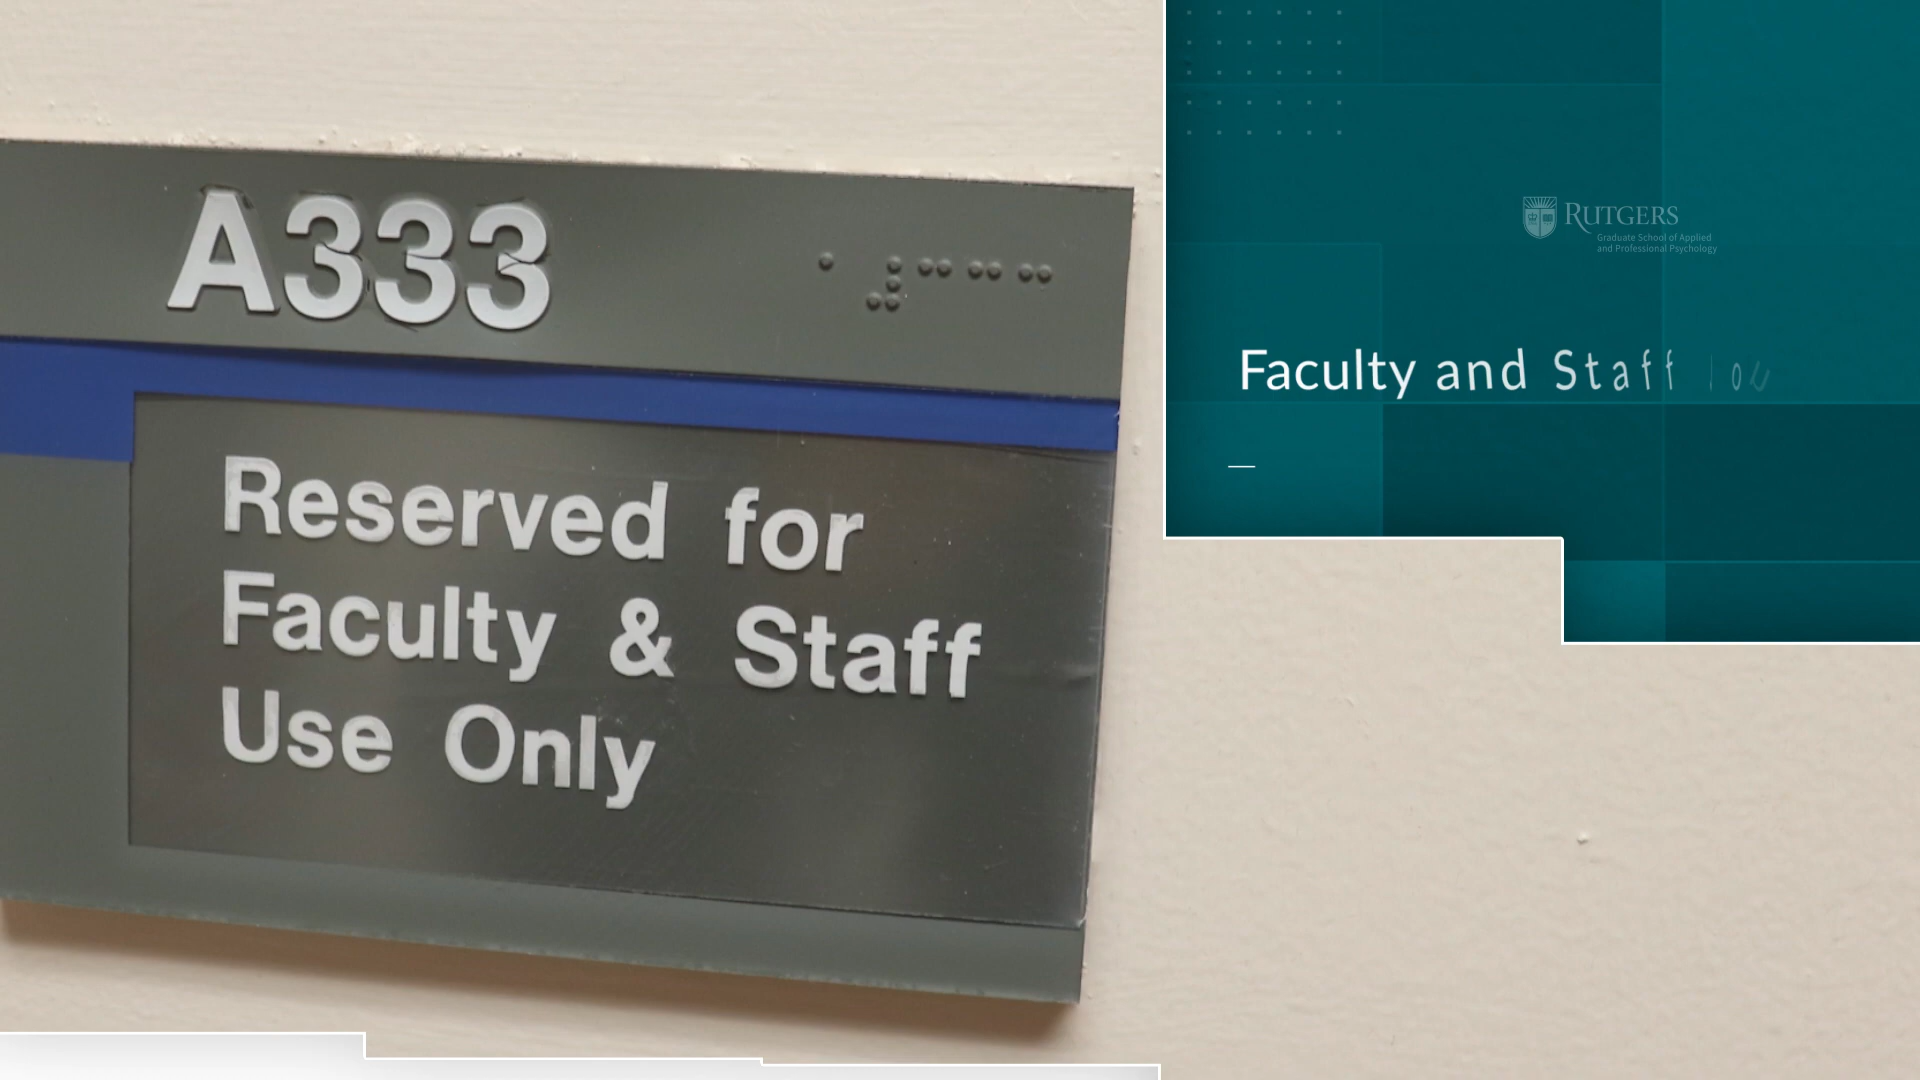 A333
Reserved for
Faculty & Staff
Use Only
RUTGERS
Graduate School of Applied
and Professional Psychology
Faculty and Staff